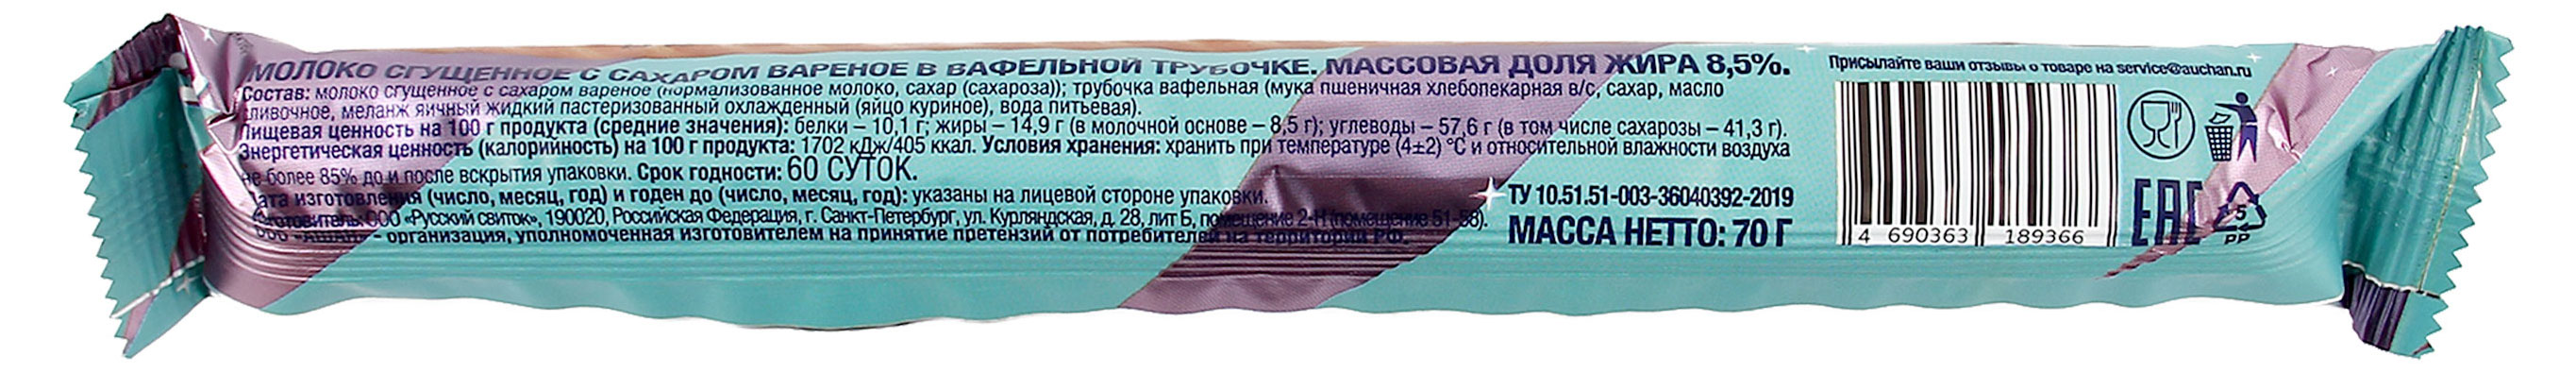 МОЛОКО СГУЩЕННОЕ С САХАРОМ ВАРЕНОЕ В ВАФЕЛЬНОЙ ТРУБОЧКЕ. МАССОВАЯ ДОЛЯ ЖИРА 8,5%.
Состав: молоко сгущенное с сахаром вареное (нормализованное молоко, сахар (сахароза)); трубочка вафельная (мука пшеничная хлебопекарная в/с, сахар, масло
сливочное, меланж яичный жидкий пастеризованный охлажденный (яйцо куриное), вода питьевая).
Пищевая ценность на 100 г продукта (средние значения): белки – 10,1 г; жиры – 14,9 г (в молочной основе – 8,5 г); углеводы – 57,6 г (в том числе сахарозы – 41,3 г).
Энергетическая ценность (калорийность) на 100 г продукта: 1702 кДж/405 ккал. Условия хранения: хранить при температуре (4±2) °С и относительной влажности воздуха
не более 85% до и после вскрытия упаковки. Срок годности: 60 СУТОК.
Дата изготовления (число, месяц, год) и годен до (число, месяц, год): указаны на лицевой стороне упаковки.
Изготовитель: ООО «Русский свиток», 190020, Российская Федерация, г. Санкт-Петербург, ул. Курляндская, д. 28, лит Б, помещение 2-Н (помещение 51-58).
ООО «АШАН» - организация, уполномоченная изготовителем на принятие претензий от потребителей на территории РФ.
ТУ 10.51.51-003-36040392-2019
МАССА НЕТТО: 70 Г
Присылайте ваши отзывы о товаре на service@auchan.ru
4 690363 189366
EAC
5
PP